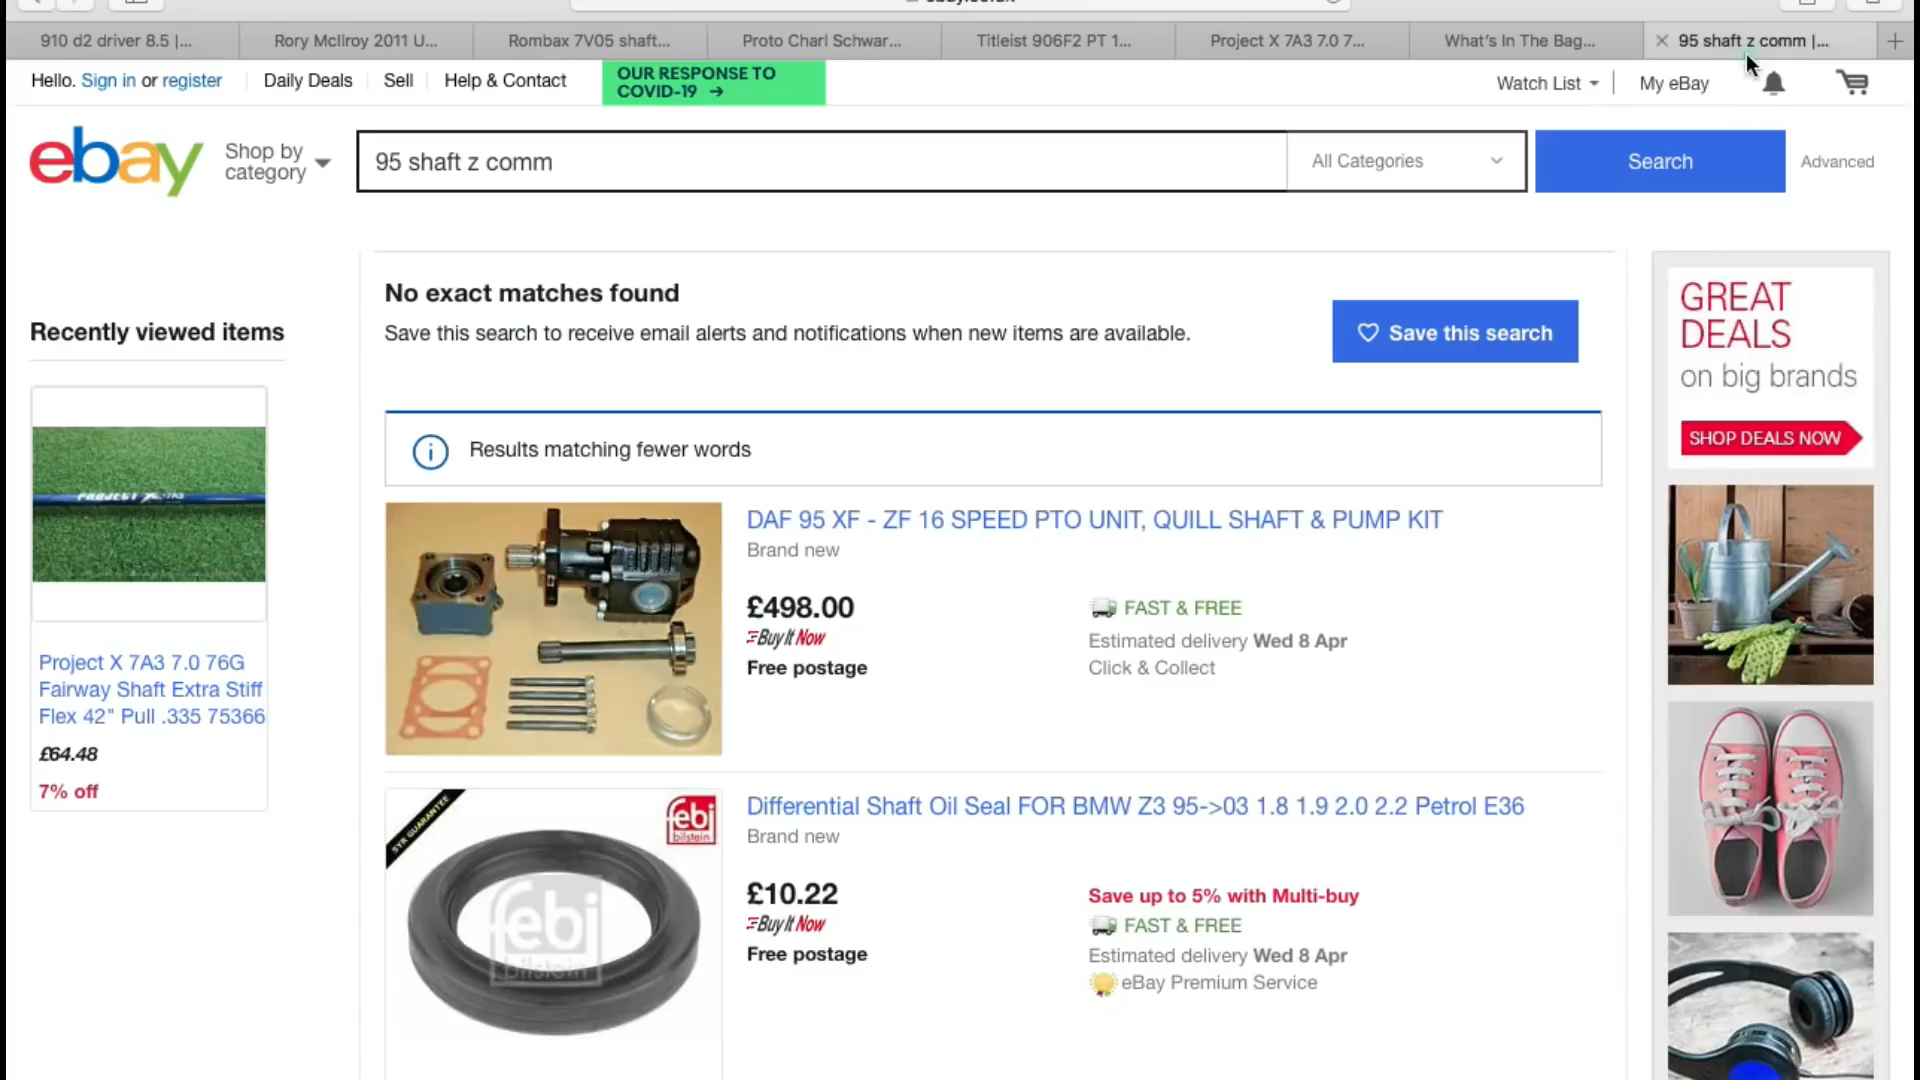 910 d2 driver 8.5 |...
Rory McIlroy 2011 U...
Rombax 7V05 shaft...
Proto Charl Schwar...
Titleist 906F2 PT 1...
Project X 7A3 7.0 7...
What's In The Bag...
95 shaft z comm |...
Hello. Sign in or register
Daily Deals
Sell
Help & Contact
OUR RESPONSE TO
COVID-19 →
Watch List
My eBay
ebay
Shop by
category
95 shaft z comm
All Categories
Search
Advanced
No exact matches found
Save this search to receive email alerts and notifications when new items are available.
Save this search
Recently viewed items
PROJECT X
Project X 7A3 7.0 76G
Fairway Shaft Extra Stiff
Flex 42" Pull .335 75366
£64.48
7% off
Results matching fewer words
DAF 95 XF - ZF 16 SPEED PTO UNIT, QUILL SHAFT & PUMP KIT
Brand new
£498.00
Buy It Now
Free postage
FAST & FREE
Estimated delivery Wed 8 Apr
Click & Collect
5YR GUARANTEE
febi
bilstein
febi
bilstein
Differential Shaft Oil Seal FOR BMW Z3 95->03 1.8 1.9 2.0 2.2 Petrol E36
Brand new
£10.22
Buy It Now
Free postage
Save up to 5% with Multi-buy
FAST & FREE
Estimated delivery Wed 8 Apr
eBay Premium Service
GREAT
DEALS
on big brands
SHOP DEALS NOW